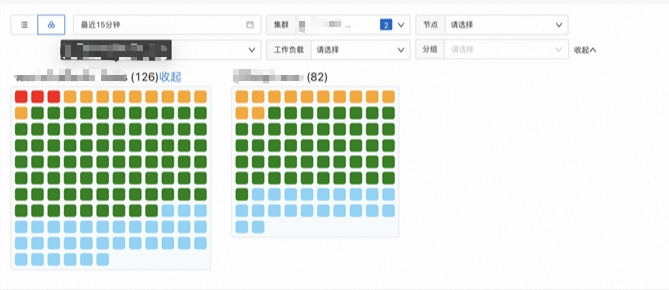 最近15分钟 集群 .. 2 节点 请选择
工作负载 请选择 分组 请选择 收起
(126)收起 (82)